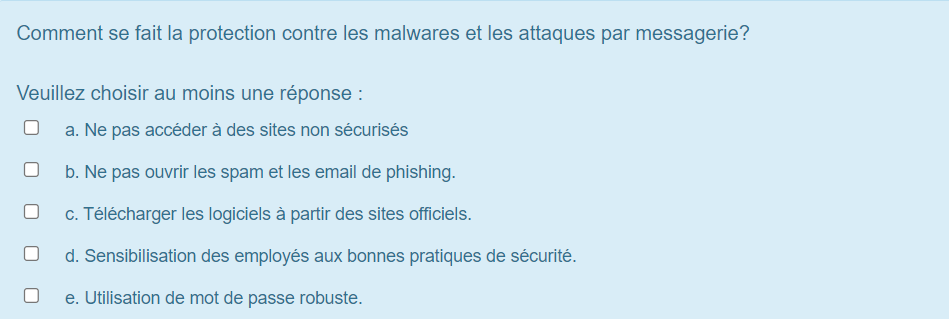 Comment se fait la protection contre les malwares et les attaques par messagerie?
Veuillez choisir au moins une réponse :
a. Ne pas accéder à des sites non sécurisés
b. Ne pas ouvrir les spam et les email de phishing.
c. Télécharger les logiciels à partir des sites officiels.
d. Sensibilisation des employés aux bonnes pratiques de sécurité.
e. Utilisation de mot de passe robuste.